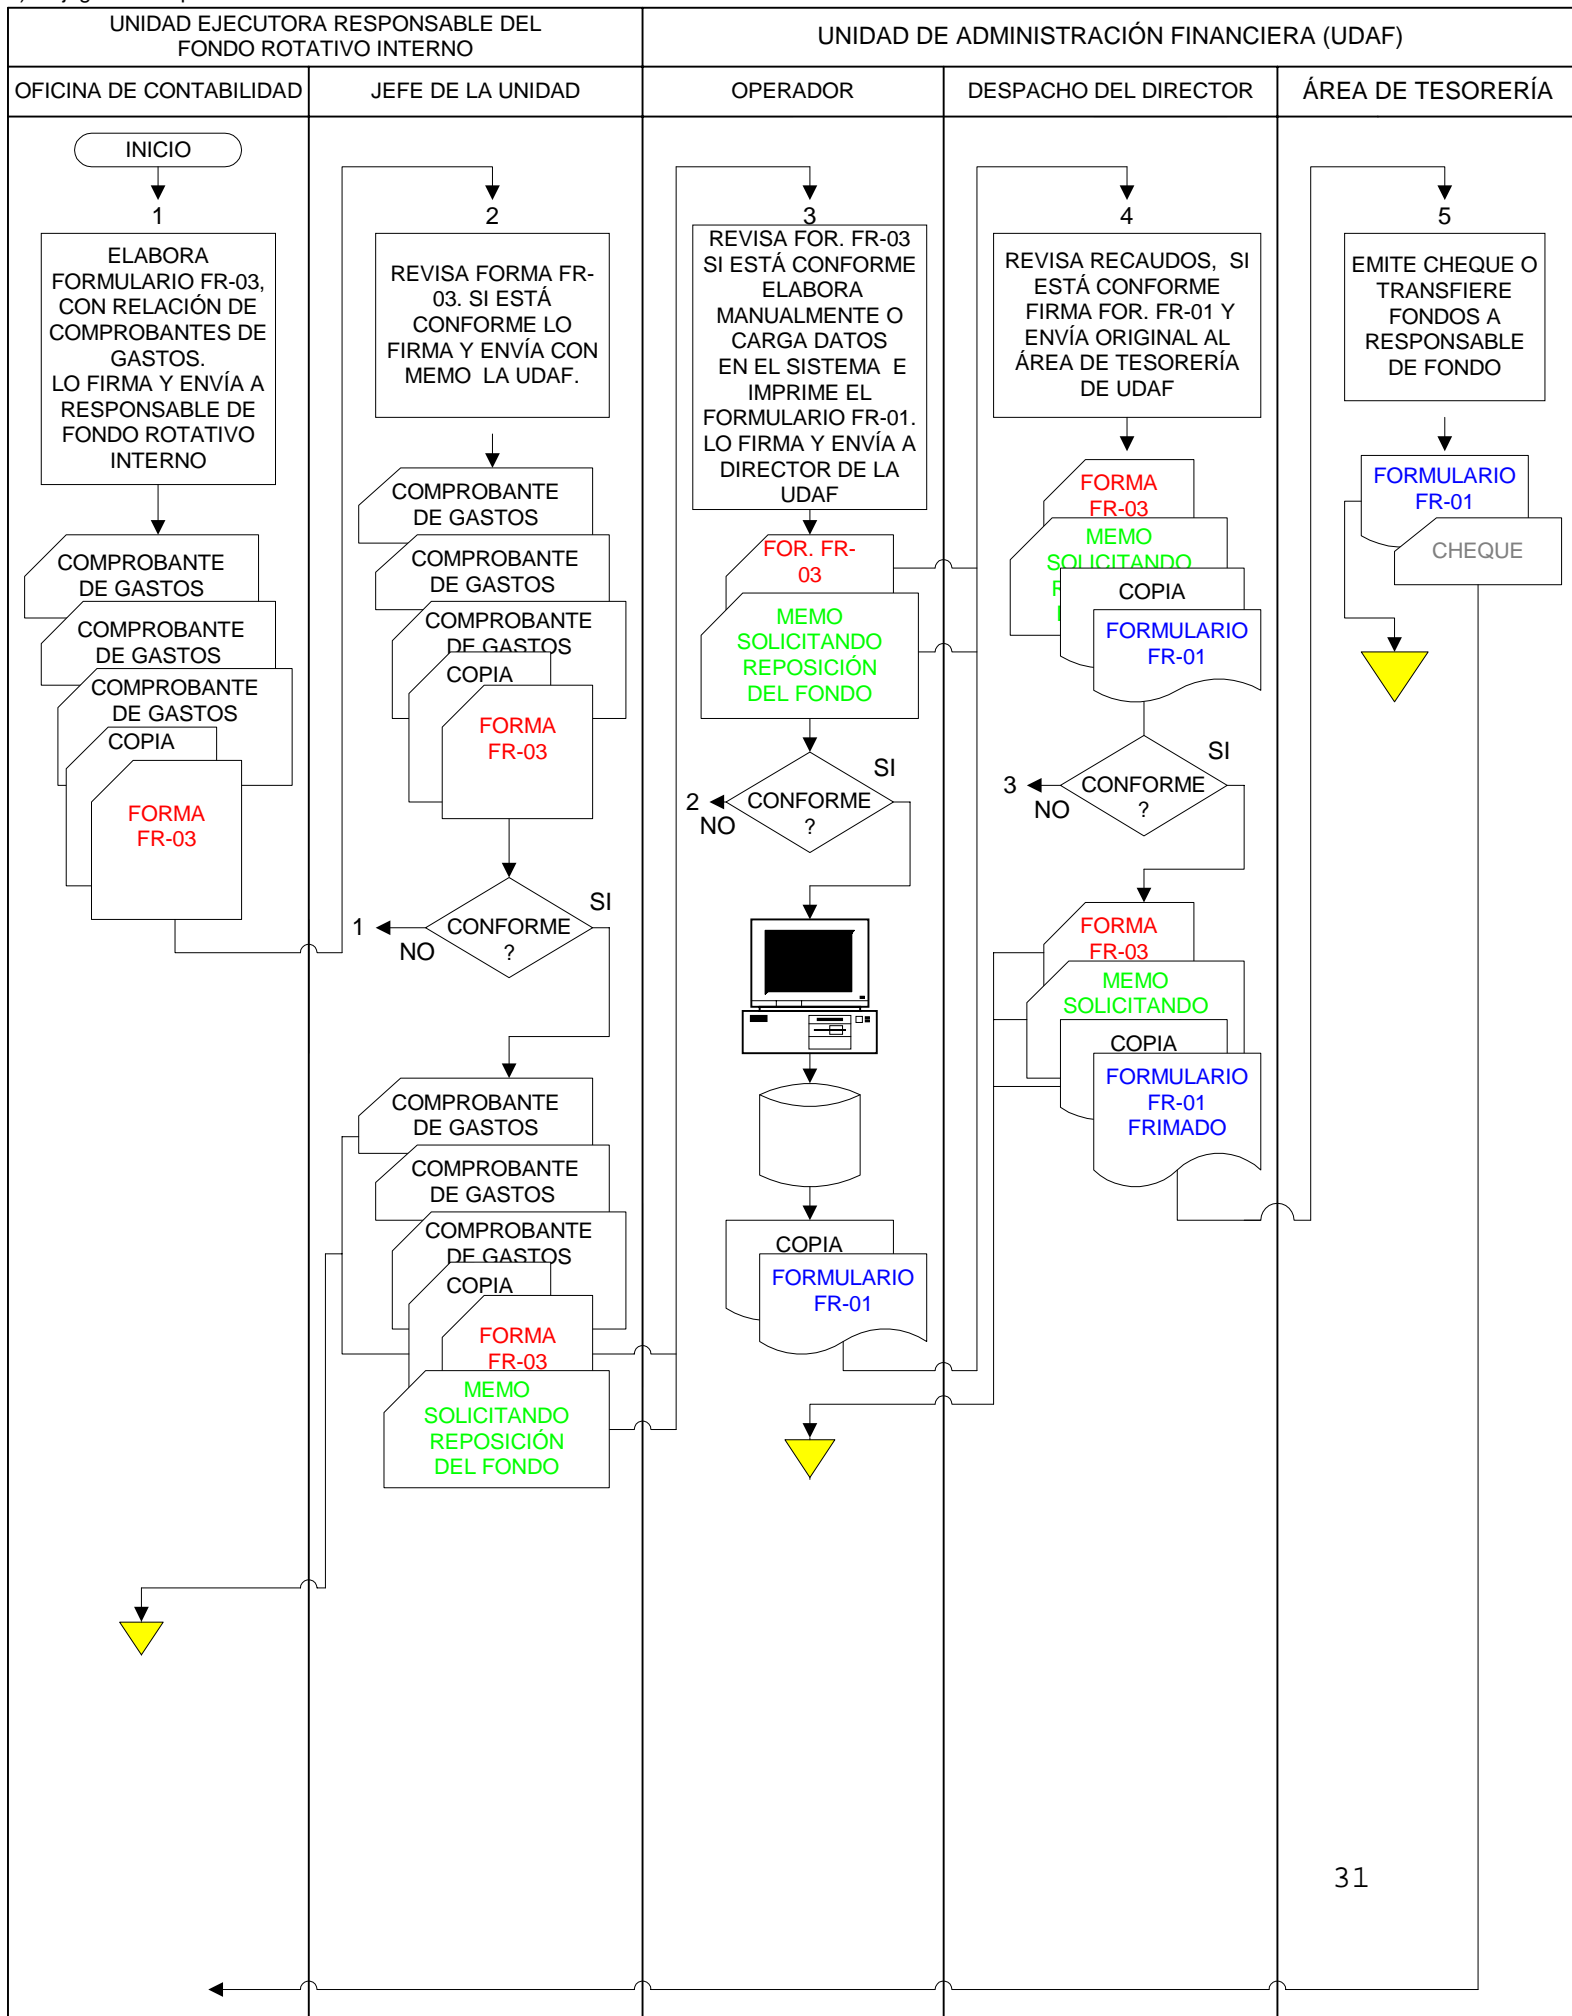 UNIDAD EJECUTORA RESPONSABLE DEL
FONDO ROTATIVO INTERNO
UNIDAD DE ADMINISTRACIÓN FINANCIERA (UDAF)
OFICINA DE CONTABILIDAD
JEFE DE LA UNIDAD
OPERADOR
DESPACHO DEL DIRECTOR
ÁREA DE TESORERÍA
INICIO
1
ELABORA
FORMULARIO FR-03,
CON RELACIÓN DE
COMPROBANTES DE
GASTOS.
LO FIRMA Y ENVÍA A
RESPONSABLE DE
FONDO ROTATIVO
INTERNO
COMPROBANTE
DE GASTOS
COMPROBANTE
DE GASTOS
COMPROBANTE
DE GASTOS
COPIA
FORMA
FR-03
2
REVISA FORMA FR-
03. SI ESTÁ
CONFORME LO
FIRMA Y ENVÍA CON
MEMO LA UDAF.
COMPROBANTE
DE GASTOS
COMPROBANTE
DE GASTOS
COMPROBANTE
DE GASTOS
COPIA
FORMA
FR-03
CONFORME
?
SI
NO
1
COMPROBANTE
DE GASTOS
COMPROBANTE
DE GASTOS
COMPROBANTE
DE GASTOS
COPIA
FORMA
FR-03
MEMO
SOLICITANDO
REPOSICIÓN
DEL FONDO
3
REVISA FOR. FR-03
SI ESTÁ CONFORME
ELABORA
MANUALMENTE O
CARGA DATOS
EN EL SISTEMA E
IMPRIME EL
FORMULARIO FR-01.
LO FIRMA Y ENVÍA A
DIRECTOR DE LA
UDAF
FOR. FR-
03
MEMO
SOLICITANDO
REPOSICIÓN
DEL FONDO
CONFORME
?
SI
NO
2
COPIA
FORMULARIO
FR-01
4
REVISA RECAUDOS, SI
ESTÁ CONFORME
FIRMA FOR. FR-01 Y
ENVÍA ORIGINAL AL
ÁREA DE TESORERÍA
DE UDAF
FORMA
FR-03
MEMO
SOLICITANDO
COPIA
FORMULARIO
FR-01
CONFORME
?
SI
NO
3
FORMA
FR-03
MEMO
SOLICITANDO
COPIA
FORMULARIO
FR-01
FRIMADO
5
EMITE CHEQUE O
TRANSFIERE
FONDOS A
RESPONSABLE
DE FONDO
FORMULARIO
FR-01
CHEQUE
31